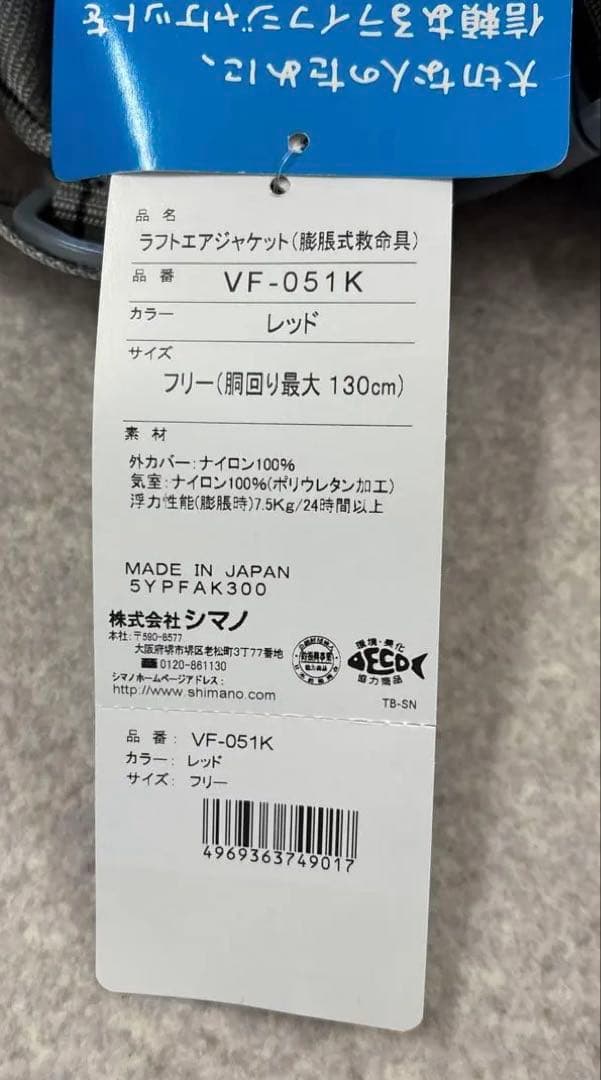 大切な人のために、
信頼あるライフジャケットを
品名
ラフトエアジャケット(膨脹式救命具)
品番 VF-051K
カラー
レッド
サイズ
フリー(胴回り最大 130cm)
素材
外カバー:ナイロン100%
気室:ナイロン100%(ポリウレタン加工)
浮力性能(膨脹時)7.5Kg/24時間以上
MADE IN JAPAN
5YPFAK300
株式会社シマノ
本社:〒590-8577
大阪府堺市堺区老松町3丁77番地
0120-861130
シマノホームページアドレス:
http://www.shimano.com
環境・美化
ECO
協力商品
TB-SN
品番: VF-051K
カラー: レッド
サイズ: フリー
4969363749017